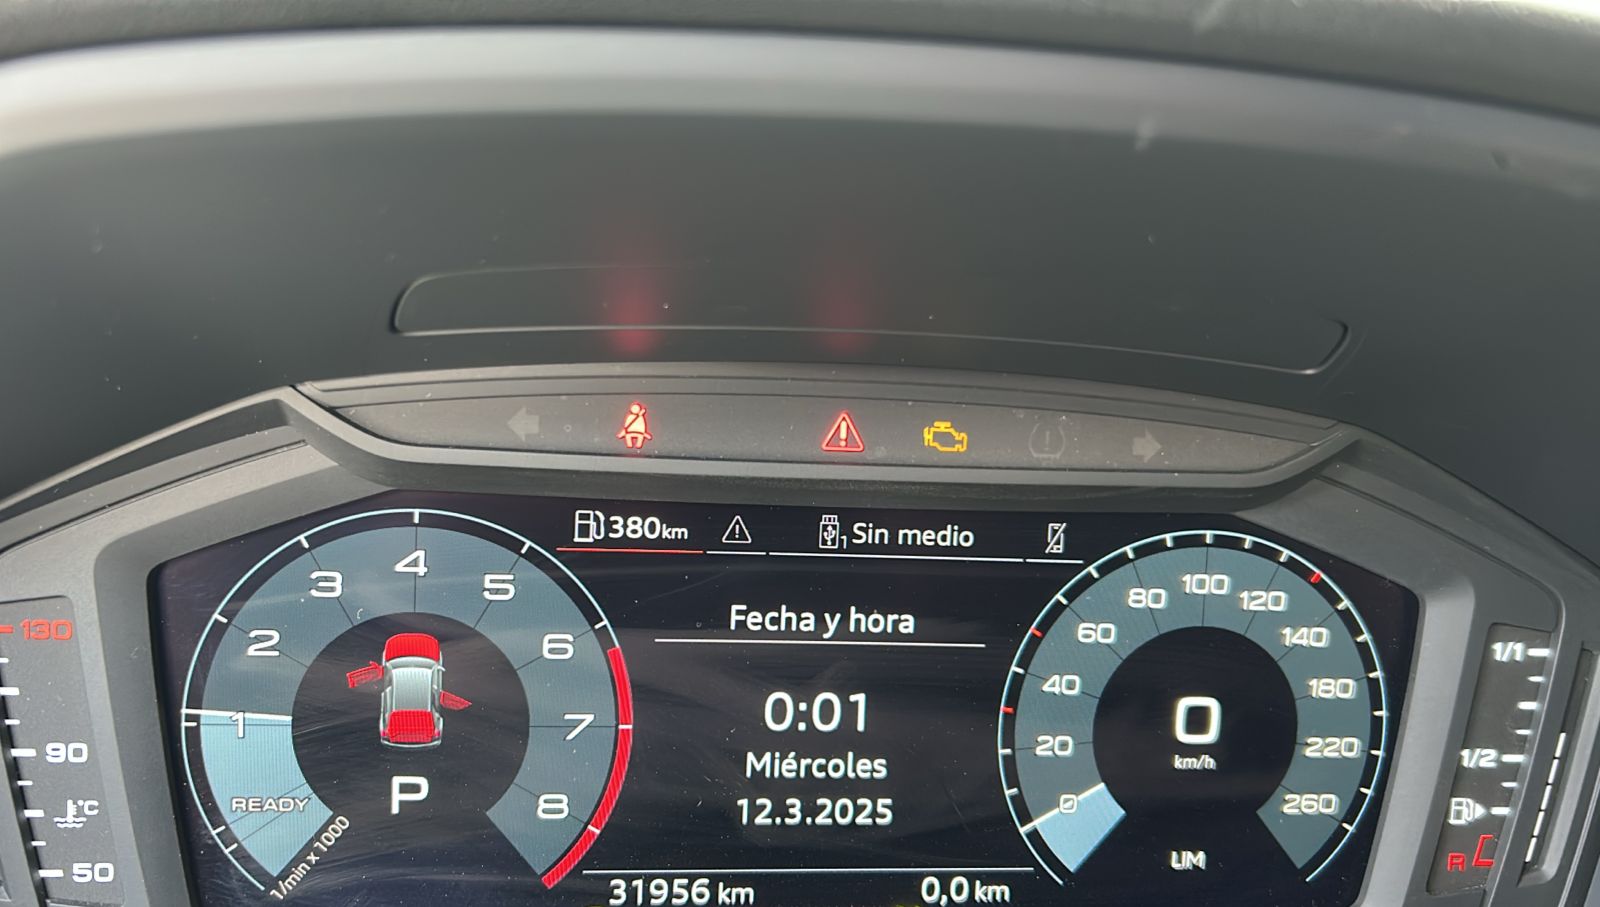 380km
1 Sin medio
Fecha y hora
0:01
Miércoles
12.3.2025
31956 km
0,0 km
1
2
3
4
5
6
7
8
READY
1/min x 1000
P
0
20
40
60
80
100
120
140
180
220
260
0
km/h
LIM
130
90
°C
50
1/1
1/2
R